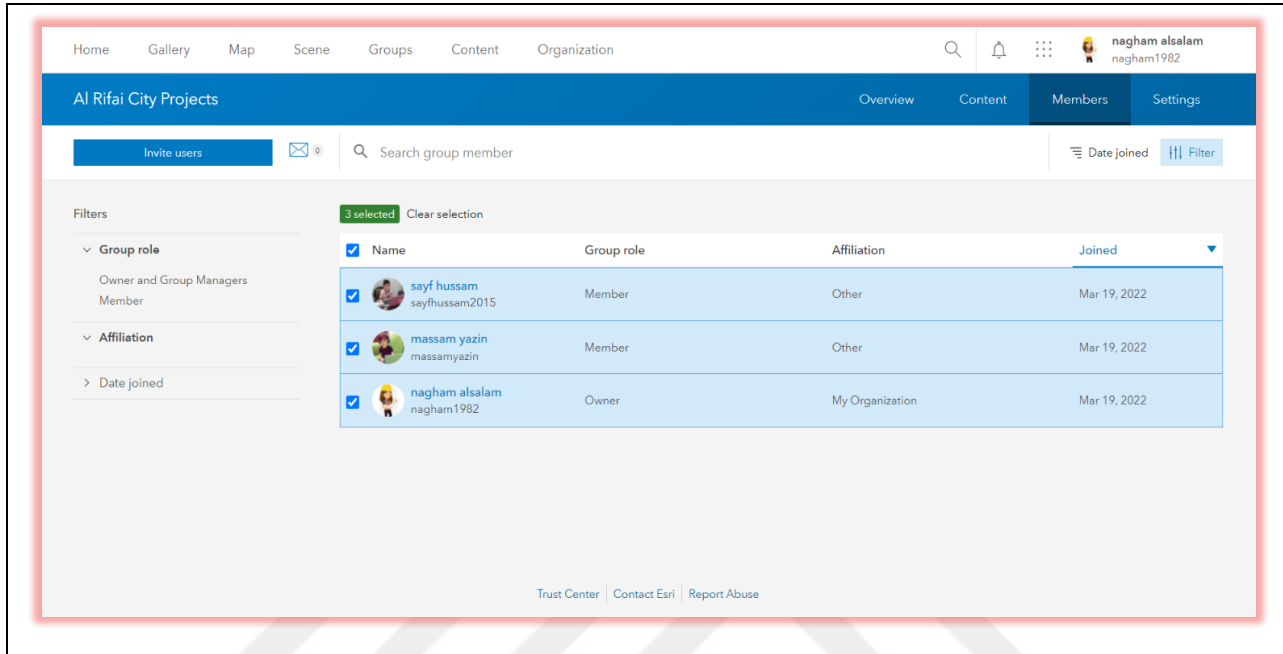 Home Gallery Map Scene Groups Content Organization nagham alsalam
nagham1982
Al Rifai City Projects Overview Content Members Settings
Invite users 0 Search group member Date joined Filter
Filters
Group role
Owner and Group Managers
Member
Affiliation
Date joined
3 selected Clear selection
Name Group role Affiliation Joined
sayf hussam
sayfhussam2015 Member Other Mar 19, 2022
massam yazin
massamyazin Member Other Mar 19, 2022
nagham alsalam
nagham1982 Owner My Organization Mar 19, 2022
Trust Center Contact Esri Report Abuse